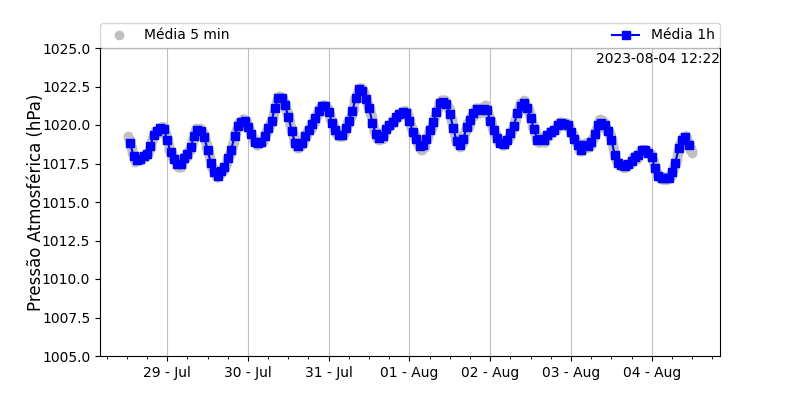 Média 5 min
Média 1h
2023-08-04 12:22
Pressão Atmosférica (hPa)
1025.0
1022.5
1020.0
1017.5
1015.0
1012.5
1010.0
1007.5
1005.0
29 - Jul
30 - Jul
31 - Jul
01 - Aug
02 - Aug
03 - Aug
04 - Aug